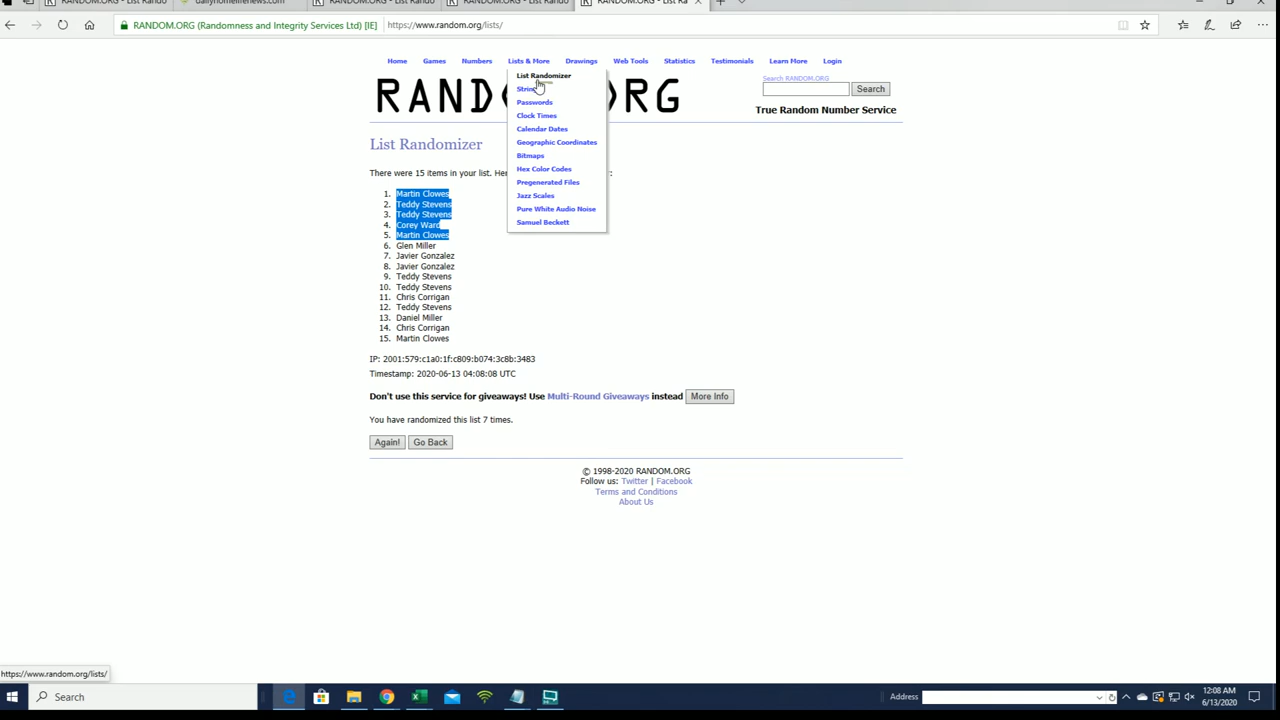 RANDOM.ORG - List Rando
dailyhomelifenews.com
RANDOM.ORG - List Rando
RANDOM.ORG - List Rando
RANDOM.ORG - List Ra
RANDOM.ORG (Randomness and Integrity Services Ltd) [IE]
https://www.random.org/lists/
Home Games Numbers Lists & More Drawings Web Tools Statistics Testimonials Learn More Login
List Randomizer
Strings
Passwords
Clock Times
Calendar Dates
Geographic Coordinates
Bitmaps
Hex Color Codes
Pregenerated Files
Jazz Scales
Pure White Audio Noise
Samuel Beckett
RAND RG
Search RANDOM.ORG
Search
True Random Number Service
List Randomizer
There were 15 items in your list. Her
1. Martin Clowes
2. Teddy Stevens
3. Teddy Stevens
4. Corey Ward
5. Martin Clowes
6. Glen Miller
7. Javier Gonzalez
8. Javier Gonzalez
9. Teddy Stevens
10. Teddy Stevens
11. Chris Corrigan
12. Teddy Stevens
13. Daniel Miller
14. Chris Corrigan
15. Martin Clowes
IP: 2001:579:c1a0:1f:c809:b074:3c8b:3483
Timestamp: 2020-06-13 04:08:08 UTC
Don't use this service for giveaways! Use Multi-Round Giveaways instead More Info
You have randomized this list 7 times.
Again! Go Back
© 1998-2020 RANDOM.ORG
Follow us: Twitter | Facebook
Terms and Conditions
About Us
https://www.random.org/lists/
Search
Address
12:08 AM
6/13/2020